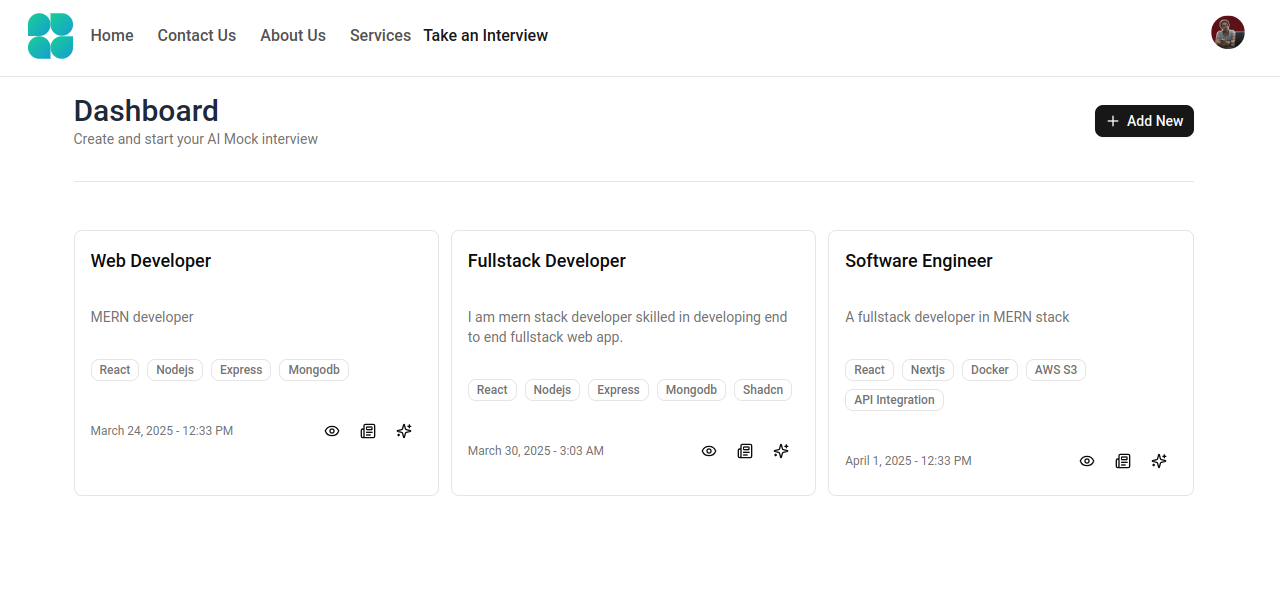 Home Contact Us About Us Services Take an Interview
Dashboard
Create and start your AI Mock interview
+ Add New
Web Developer
MERN developer
React Nodejs Express Mongodb
March 24, 2025 - 12:33 PM
Fullstack Developer
I am mern stack developer skilled in developing end
to end fullstack web app.
React Nodejs Express Mongodb Shadcn
March 30, 2025 - 3:03 AM
Software Engineer
A fullstack developer in MERN stack
React Nextjs Docker AWS S3
API Integration
April 1, 2025 - 12:33 PM